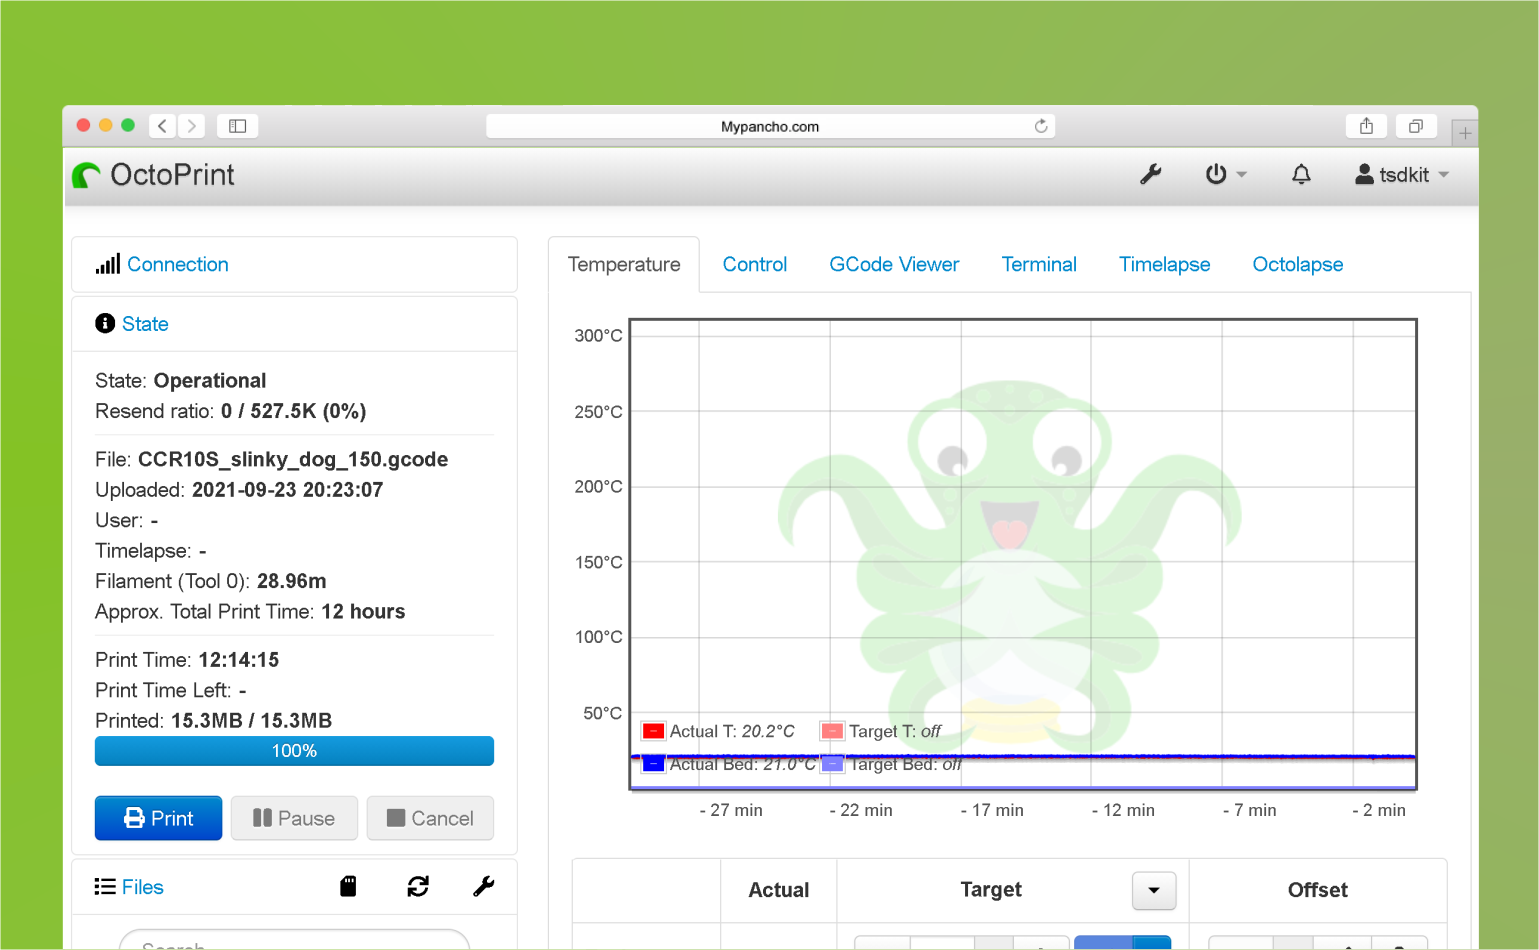 Mypancho.com
OctoPrint
tsdkit
Connection
State
State: Operational
Resend ratio: 0 / 527.5K (0%)
File: CCR10S_slinky_dog_150.gcode
Uploaded: 2021-09-23 20:23:07
User: -
Timelapse: -
Filament (Tool 0): 28.96m
Approx. Total Print Time: 12 hours
Print Time: 12:14:15
Print Time Left: -
Printed: 15.3MB / 15.3MB
100%
Print Pause Cancel
Files
Search
Temperature Control GCode Viewer Terminal Timelapse Octolapse
300°C
250°C
200°C
150°C
100°C
50°C
Actual T: 20.2°C Target T: off
Actual Bed: 21.0°C Target Bed: off
- 27 min - 22 min - 17 min - 12 min - 7 min - 2 min
Actual Target Offset